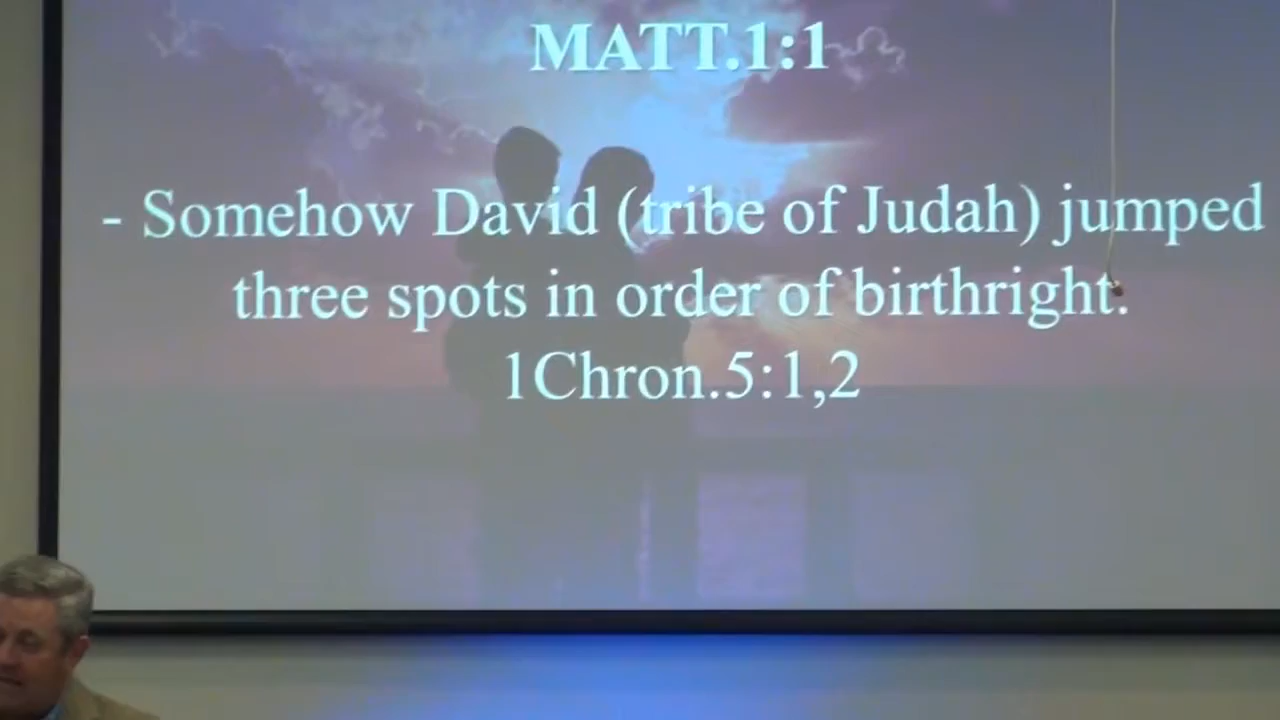 MATT.1:1
- Somehow David (tribe of Judah) jumped
three spots in order of birthright.
1Chron.5:1,2